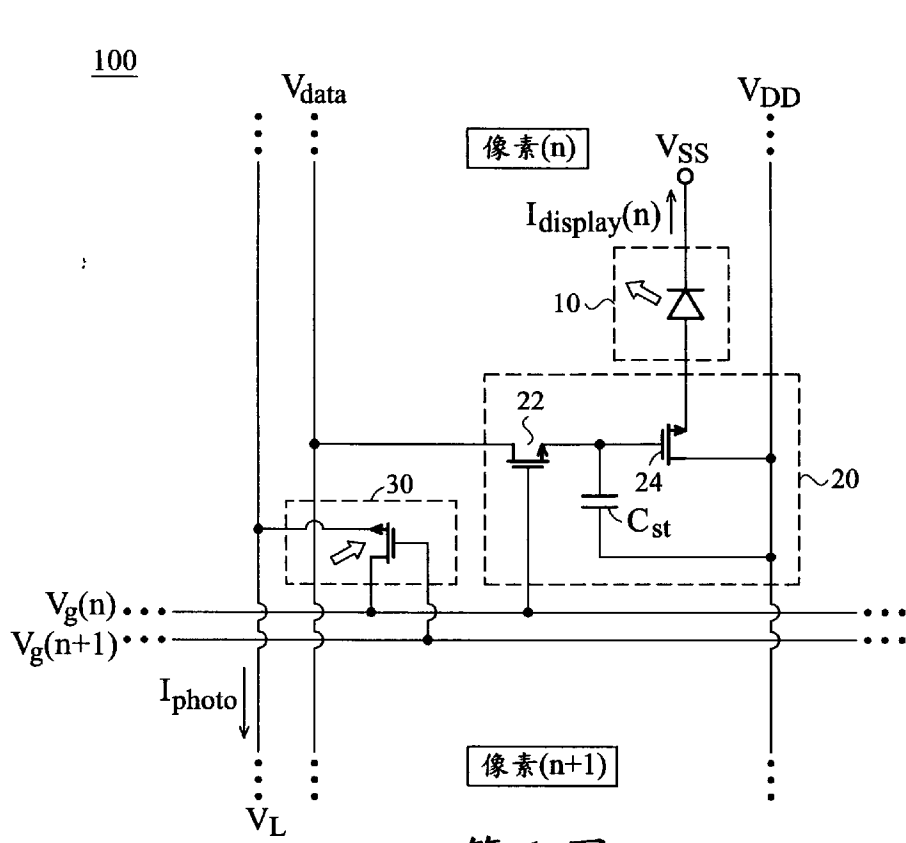 100
Vdata
VDD
像素(n)
VSS
Idisplay(n)
10
22
24
20
30
Cst
Vg(n)
Vg(n+1)
Iphoto
像素(n+1)
VL